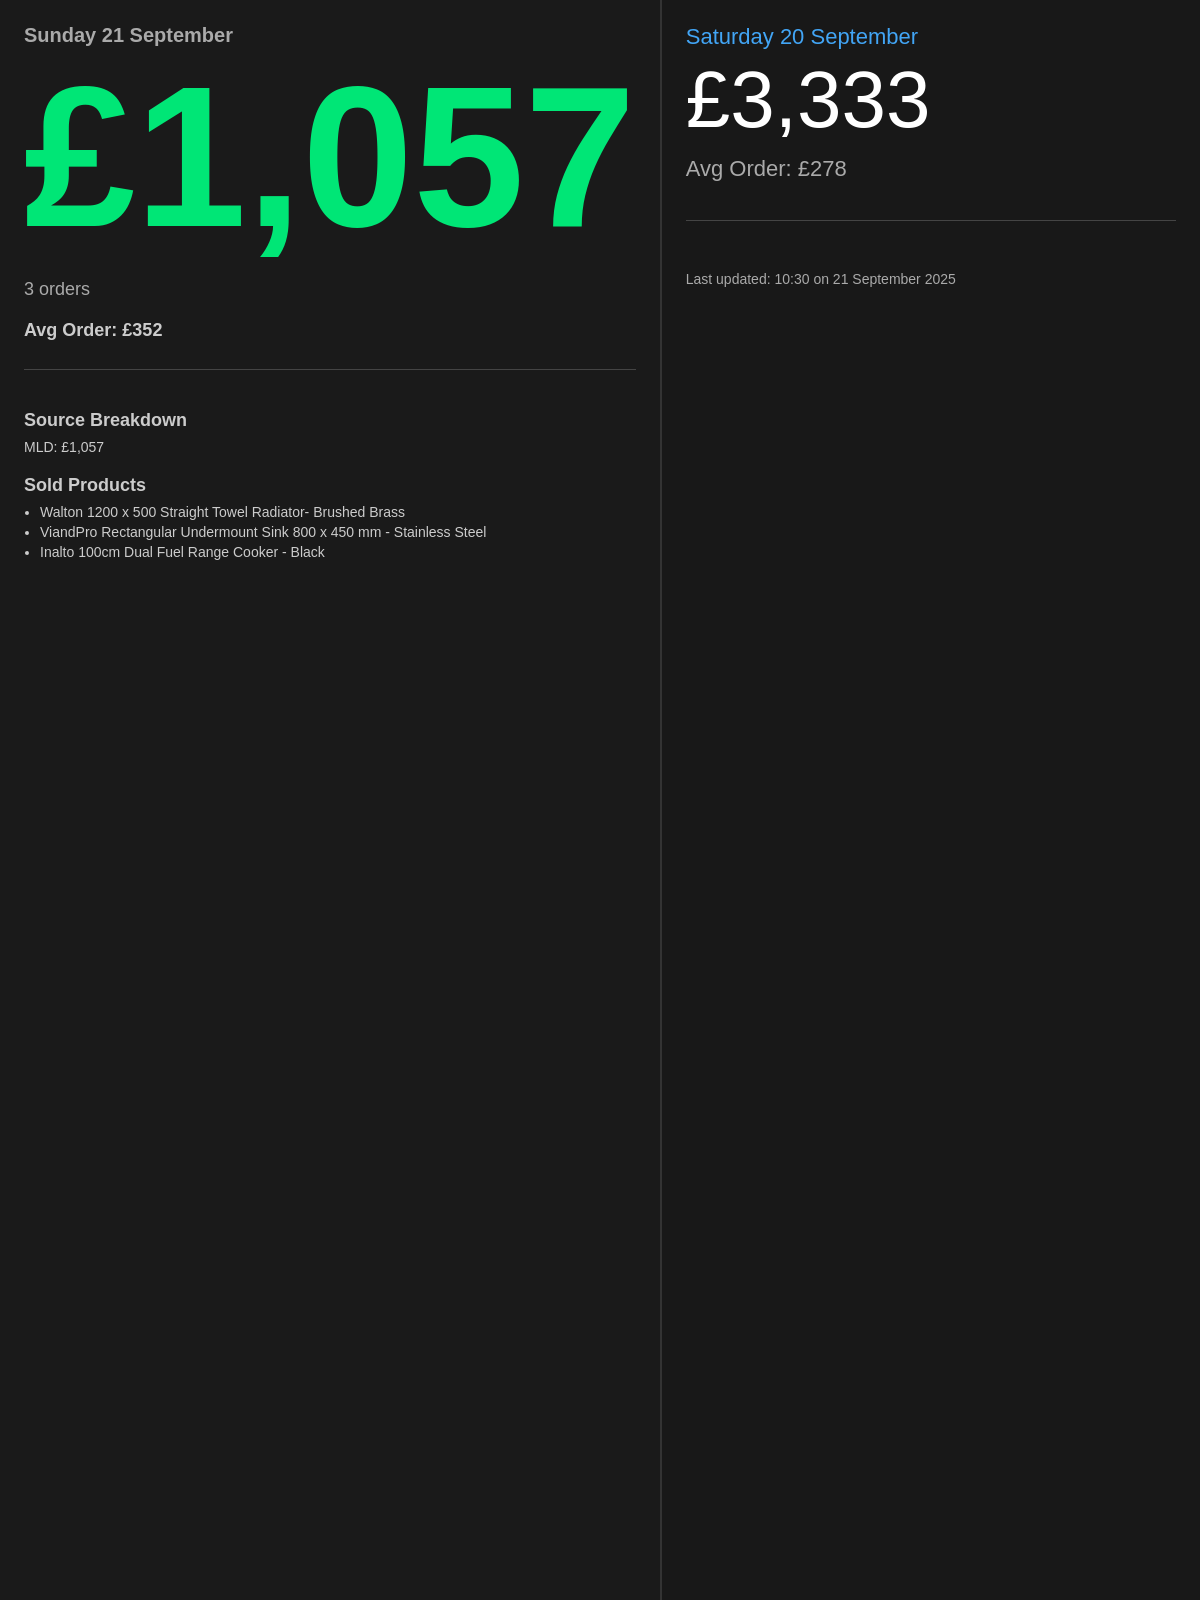 Sunday 21 September
£1,057
3 orders
Avg Order: £352
Source Breakdown
MLD: £1,057
Sold Products
• Walton 1200 x 500 Straight Towel Radiator- Brushed Brass
• ViandPro Rectangular Undermount Sink 800 x 450 mm - Stainless Steel
• Inalto 100cm Dual Fuel Range Cooker - Black
Saturday 20 September
£3,333
Avg Order: £278
Last updated: 10:30 on 21 September 2025